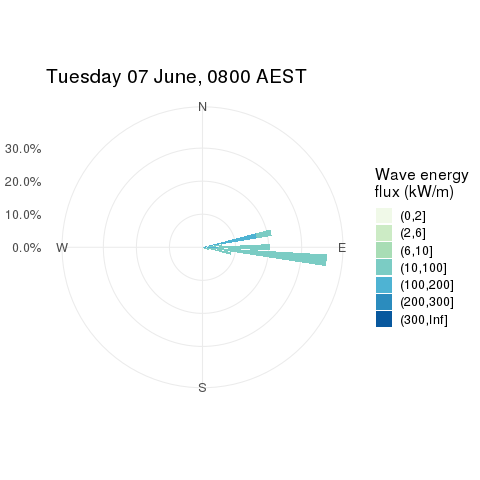 Tuesday 07 June, 0800 AEST
N
30.0%
20.0%
10.0%
0.0%
W
E
S
Wave energy
flux (kW/m)
(0,2]
(2,6]
(6,10]
(10,100]
(100,200]
(200,300]
(300,Inf]